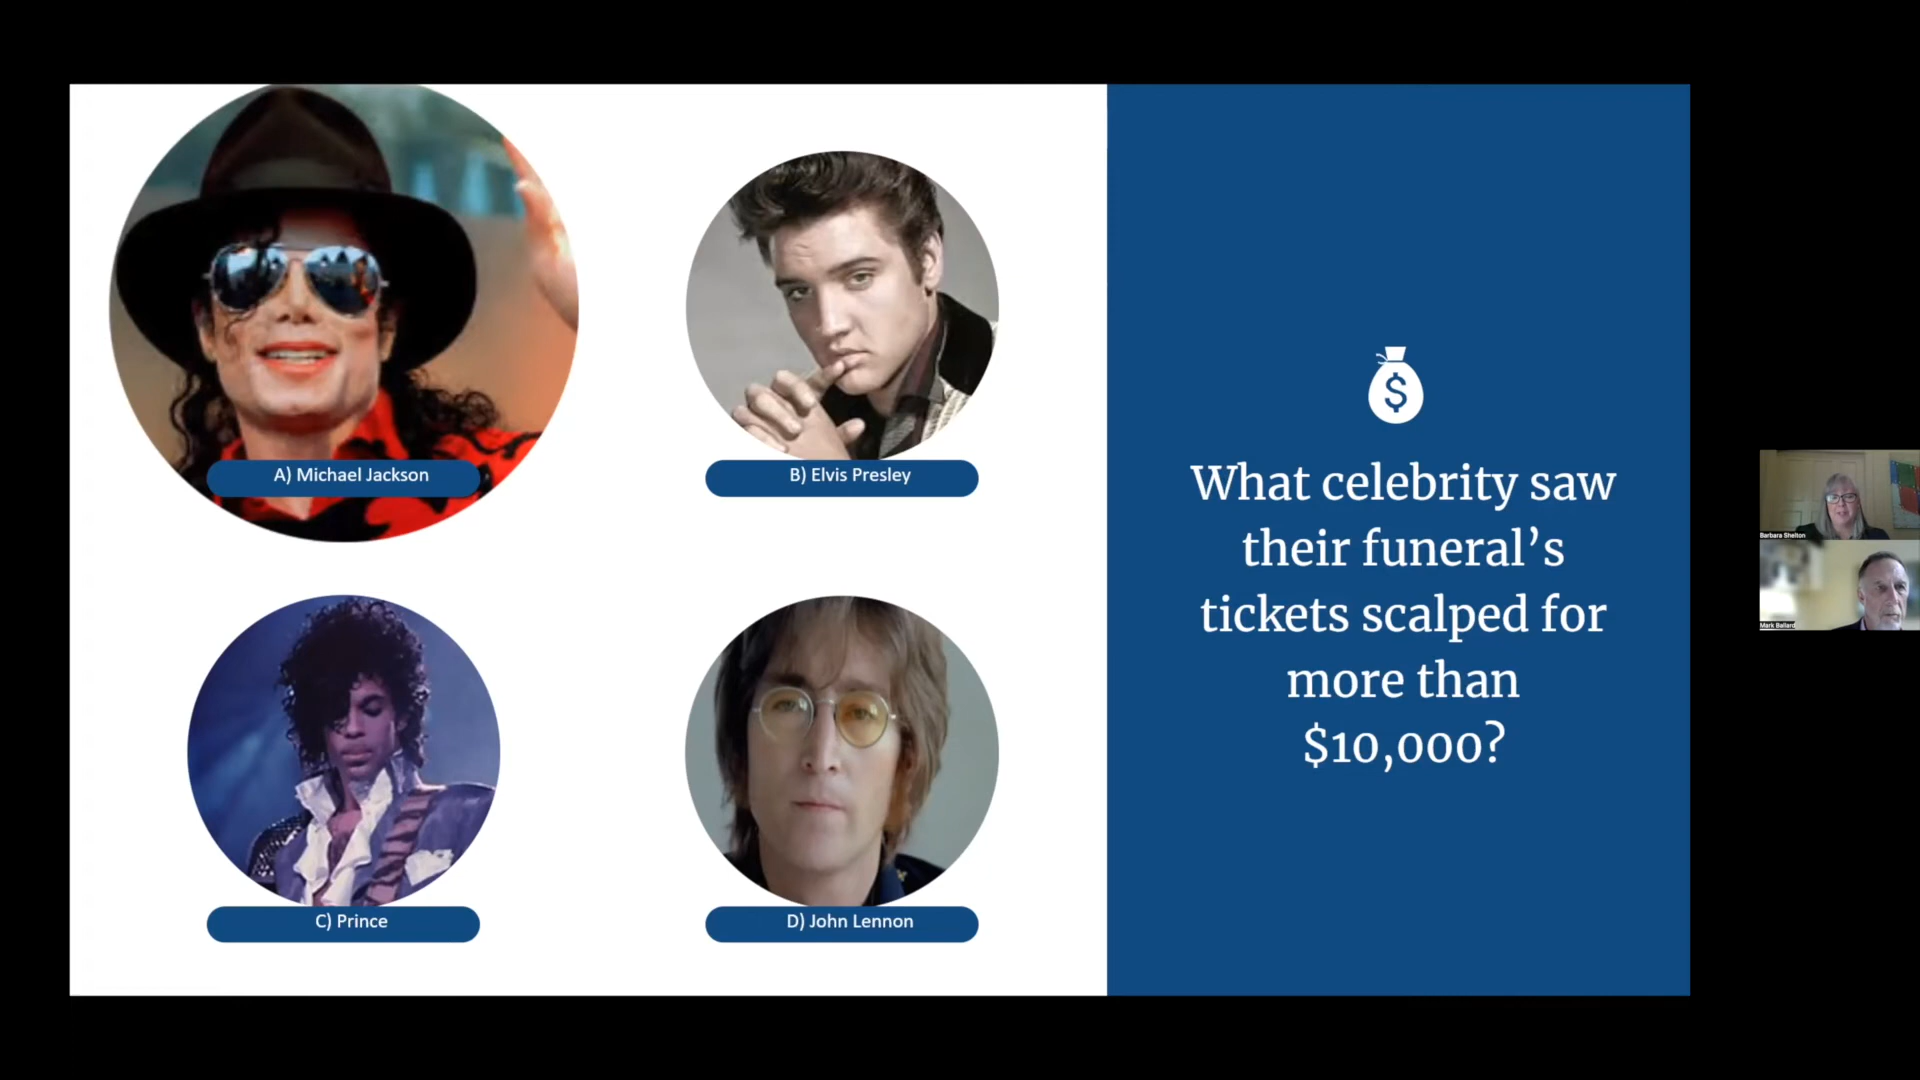 A) Michael Jackson
B) Elvis Presley
C) Prince
D) John Lennon
$
What celebrity saw
their funeral’s
tickets scalped for
more than
$10,000?
Barbara Shelton
Mark Ballard